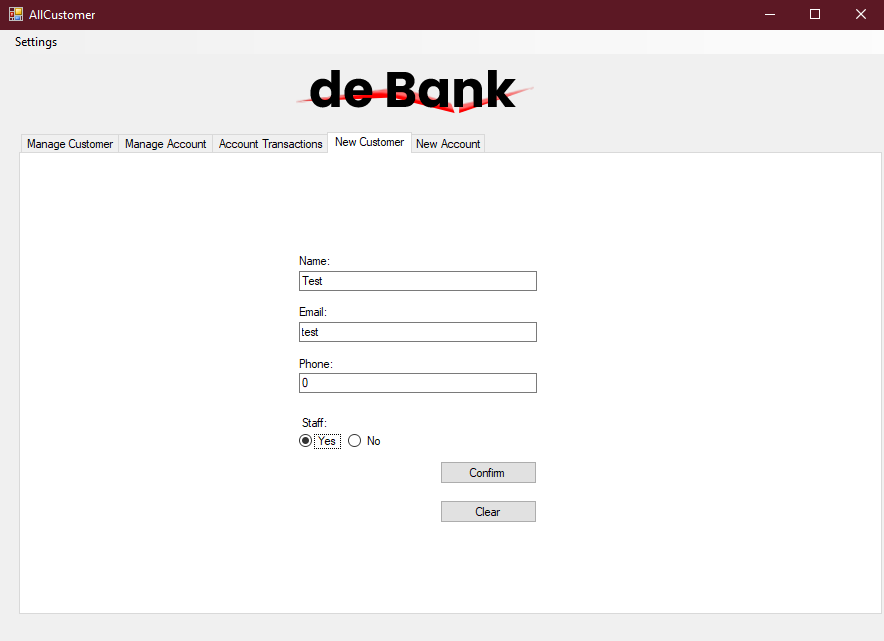 AllCustomer
Settings
de Bank
Manage Customer Manage Account Account Transactions New Customer New Account
Name:
Test
Email:
test
Phone:
0
Staff:
Yes No
Confirm
Clear